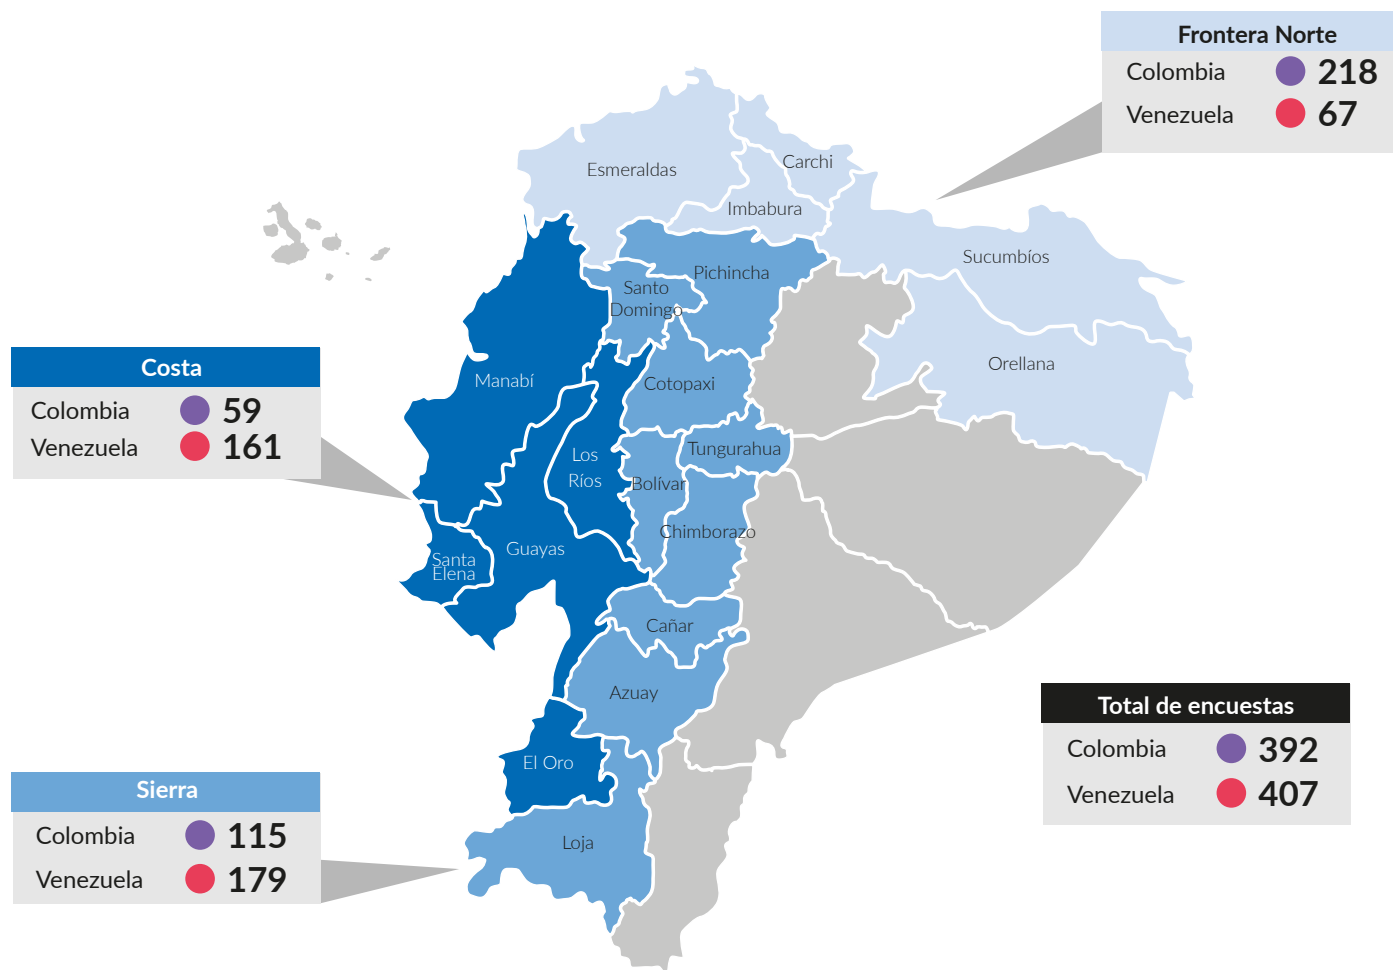 Frontera Norte
Colombia 218
Venezuela 67
Esmeraldas
Carchi
Imbabura
Sucumbíos
Pichincha
Santo
Domingo
Orellana
Costa
Colombia 59
Venezuela 161
Manabí
Cotopaxi
Los
Ríos
Tungurahua
Bolívar
Chimborazo
Guayas
Santa
Elena
Cañar
Azuay
El Oro
Loja
Total de encuestas
Colombia 392
Venezuela 407
Sierra
Colombia 115
Venezuela 179